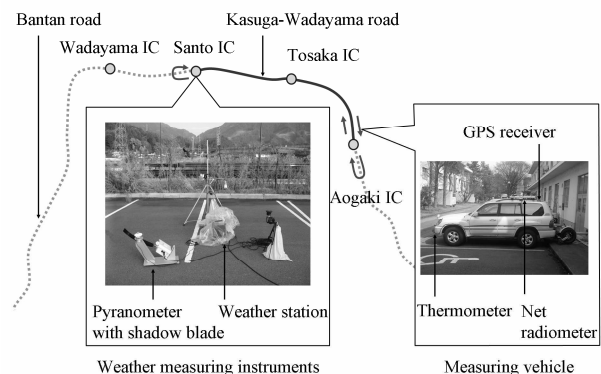 Bantan road
Kasuga-Wadayama road
Wadayama IC
Santo IC
Tosaka IC
GPS receiver
Aogaki IC
Pyranometer
with shadow blade
Weather station
Thermometer
Net
radiometer
Weather measuring instruments
Measuring vehicle